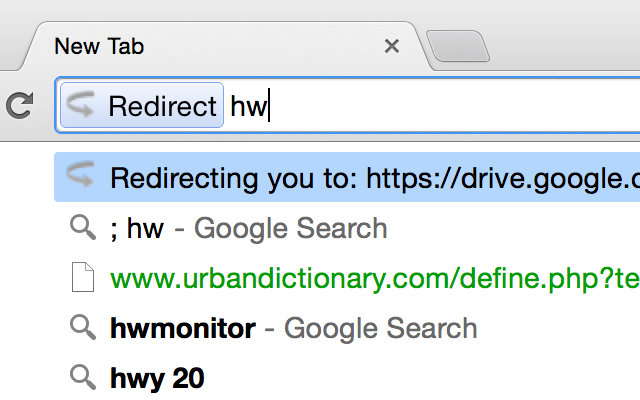 New Tab
Redirect hw
Redirecting you to: https://drive.google.c
; hw - Google Search
www.urbandictionary.com/define.php?te
hwmonitor - Google Search
hwy 20